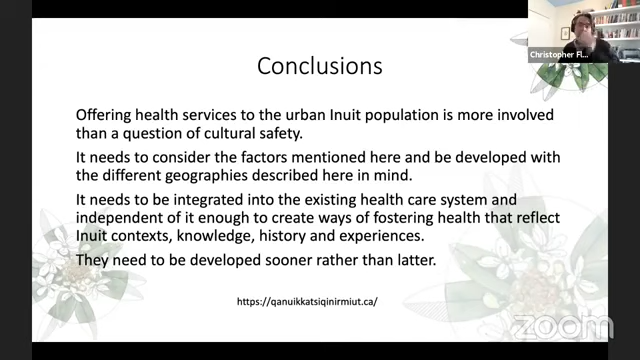 Conclusions
Christopher Fl...
Offering health services to the urban Inuit population is more involved
than a question of cultural safety.
It needs to consider the factors mentioned here and be developed with
the different geographies described here in mind.
It needs to be integrated into the existing health care system and
independent of it enough to create ways of fostering health that reflect
Inuit contexts, knowledge, history and experiences.
They need to be developed sooner rather than latter.
https://qanuikkatsiqinirmiut.ca/
zoom